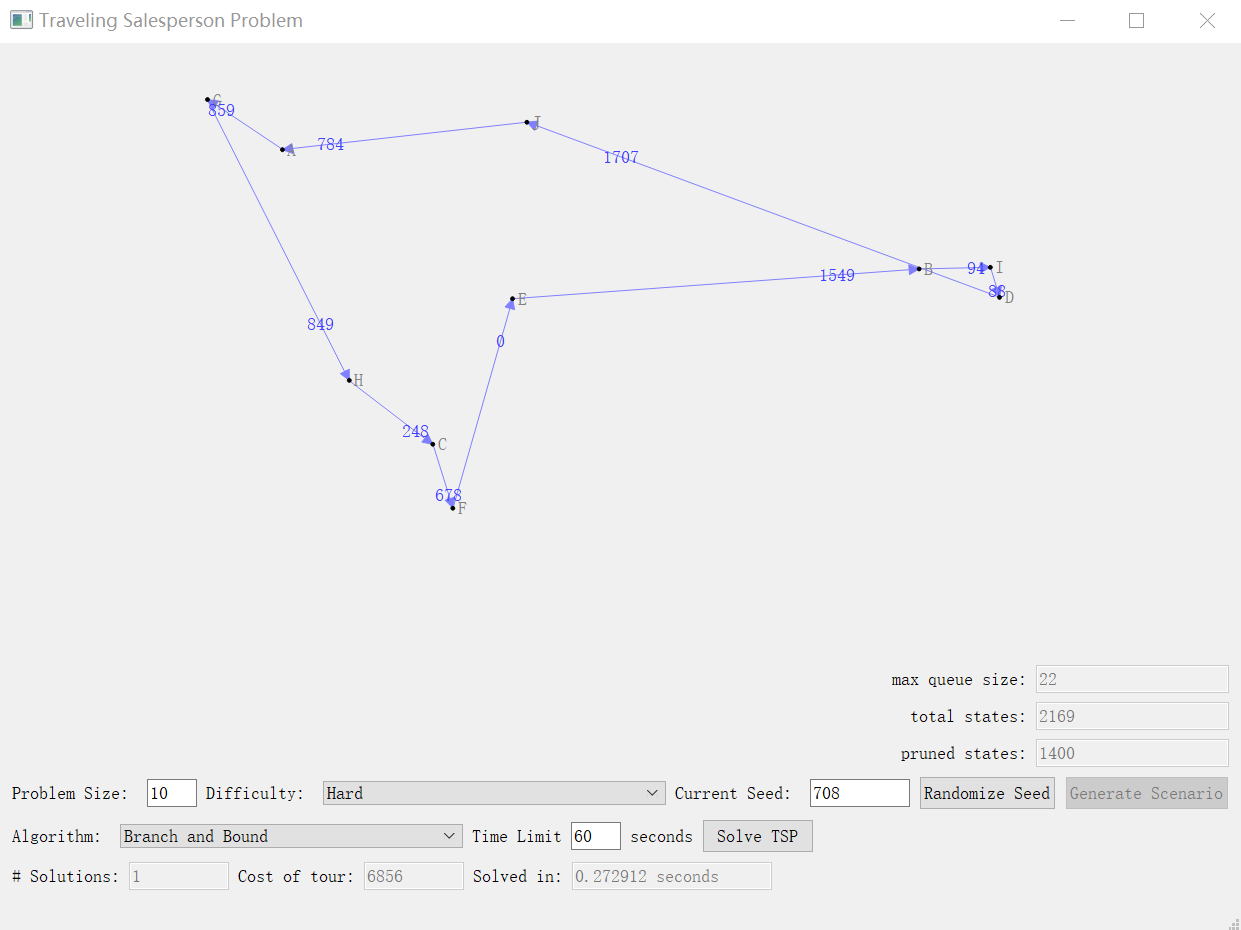 Traveling Salesperson Problem
G
859
J
784
A
1707
B
94
I
1549
88
D
E
849
0
H
248
C
678
F
max queue size: 22
total states: 2169
pruned states: 1400
Problem Size: 10 Difficulty: Hard Current Seed: 708 Randomize Seed Generate Scenario
Algorithm: Branch and Bound Time Limit 60 seconds Solve TSP
# Solutions: 1 Cost of tour: 6856 Solved in: 0.272912 seconds